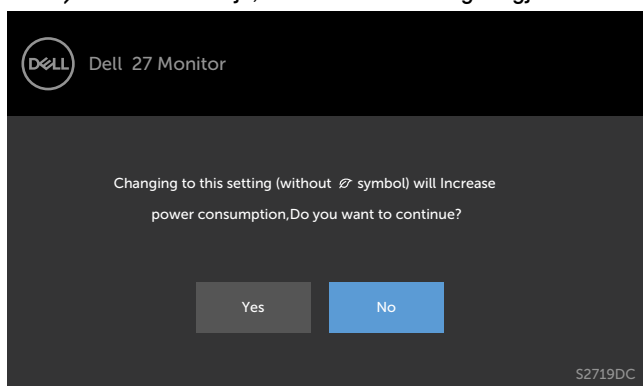 DELL
Dell 27 Monitor
Changing to this setting (without symbol) will Increase
power consumption,Do you want to continue?
Yes
No
S2719DC